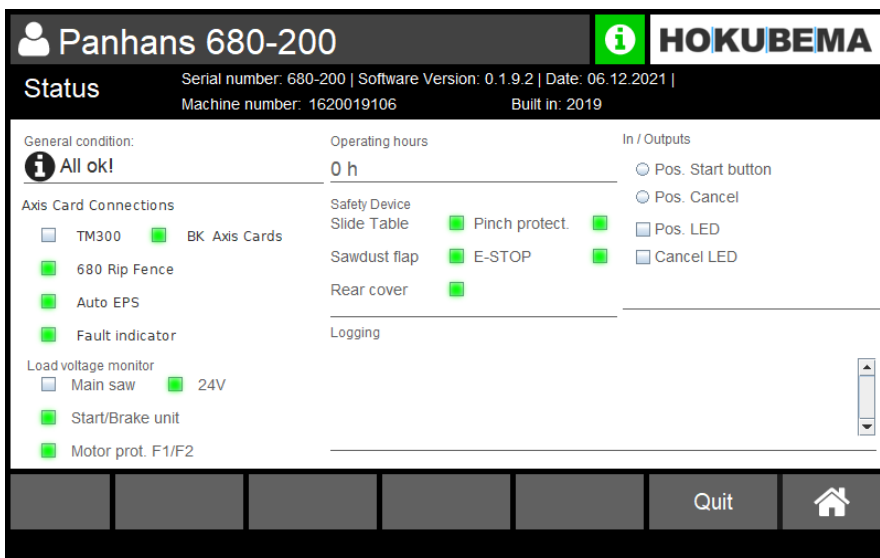 Panhans 680-200
HOKUBEMA
Status
Serial number: 680-200 | Software Version: 0.1.9.2 | Date: 06.12.2021 |
Machine number: 1620019106 Built in: 2019
General condition:
All ok!
Operating hours
0 h
In / Outputs
Pos. Start button
Pos. Cancel
Pos. LED
Cancel LED
Axis Card Connections
TM300 BK Axis Cards
680 Rip Fence
Auto EPS
Fault indicator
Safety Device
Slide Table Pinch protect.
Sawdust flap E-STOP
Rear cover
Load voltage monitor
Main saw 24V
Start/Brake unit
Motor prot. F1/F2
Logging
Quit